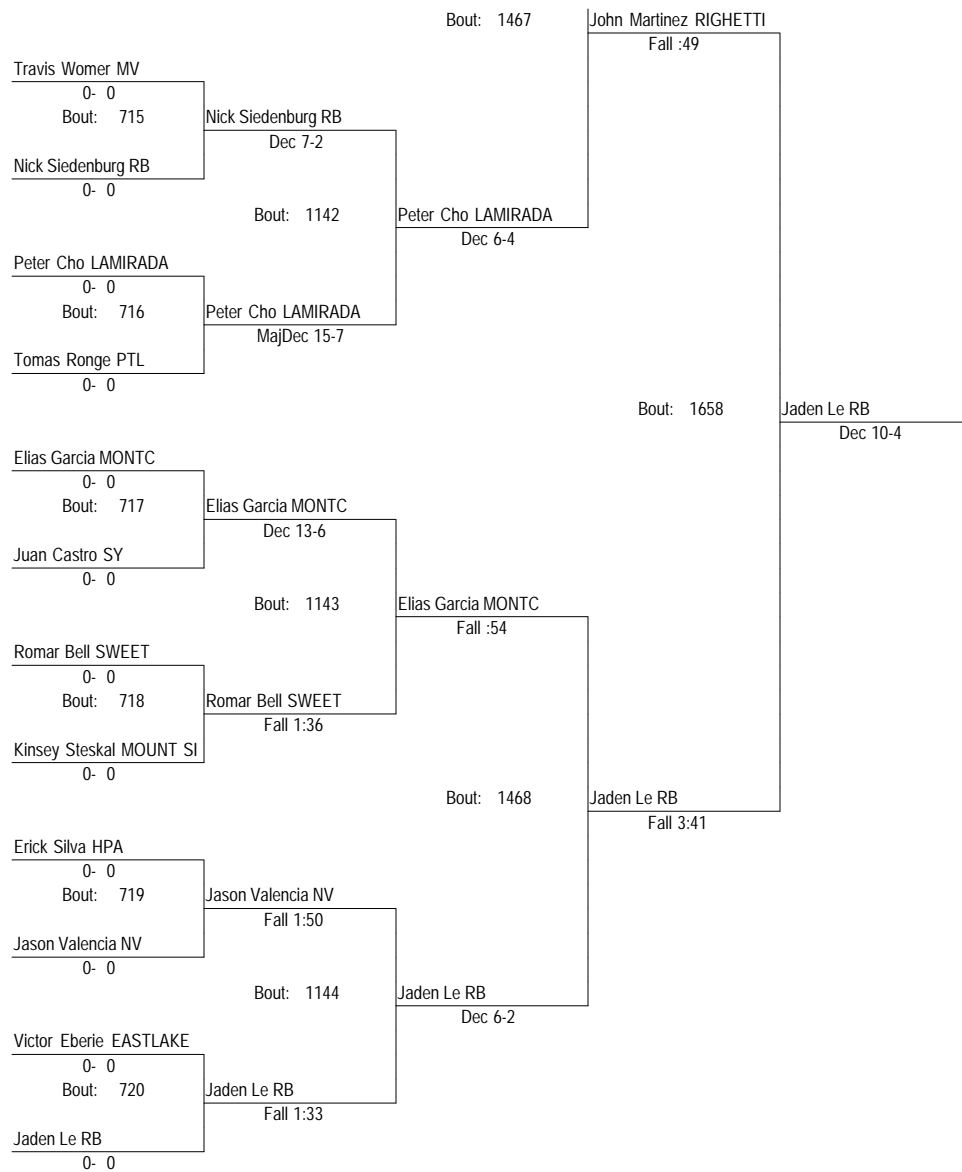 Bout: 1467 John Martinez RIGHETTI
Fall :49
Travis Womer MV
0- 0
Bout: 715 Nick Siedenburg RB
Dec 7-2
Nick Siedenburg RB
0- 0
Bout: 1142 Peter Cho LAMIRADA
Dec 6-4
Peter Cho LAMIRADA
0- 0
Bout: 716 Peter Cho LAMIRADA
MajDec 15-7
Tomas Ronge PTL
0- 0
Bout: 1658 Jaden Le RB
Dec 10-4
Elias Garcia MONTC
0- 0
Bout: 717 Elias Garcia MONTC
Dec 13-6
Juan Castro SY
0- 0
Bout: 1143 Elias Garcia MONTC
Fall :54
Romar Bell SWEET
0- 0
Bout: 718 Romar Bell SWEET
Fall 1:36
Kinsey Steskal MOUNT SI
0- 0
Bout: 1468 Jaden Le RB
Fall 3:41
Erick Silva HPA
0- 0
Bout: 719 Jason Valencia NV
Fall 1:50
Jason Valencia NV
0- 0
Bout: 1144 Jaden Le RB
Dec 6-2
Victor Eberie EASTLAKE
0- 0
Bout: 720 Jaden Le RB
Fall 1:33
Jaden Le RB
0- 0